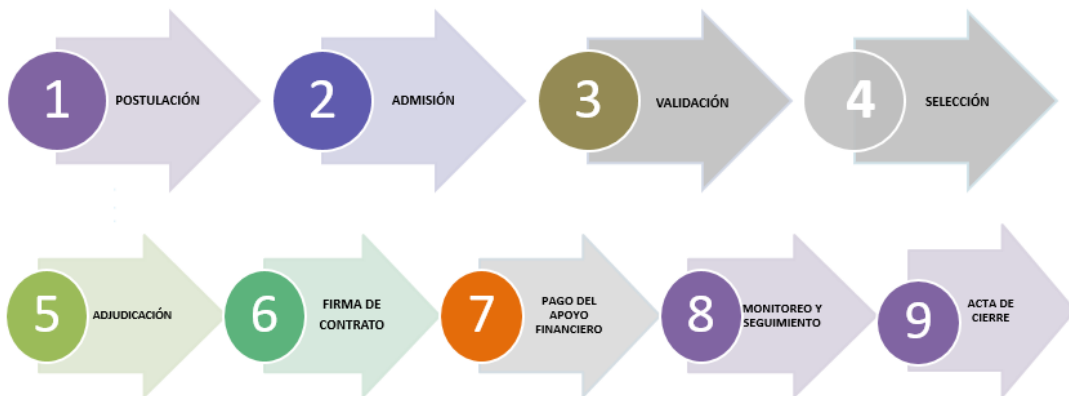 1
POSTULACIÓN
2
ADMISIÓN
3
VALIDACIÓN
4
SELECCIÓN
5
ADJUDICACIÓN
6
FIRMA DE
CONTRATO
7
PAGO DEL
APOYO
FINANCIERO
8
MONITOREO Y
SEGUIMIENTO
9
ACTA DE
CIERRE